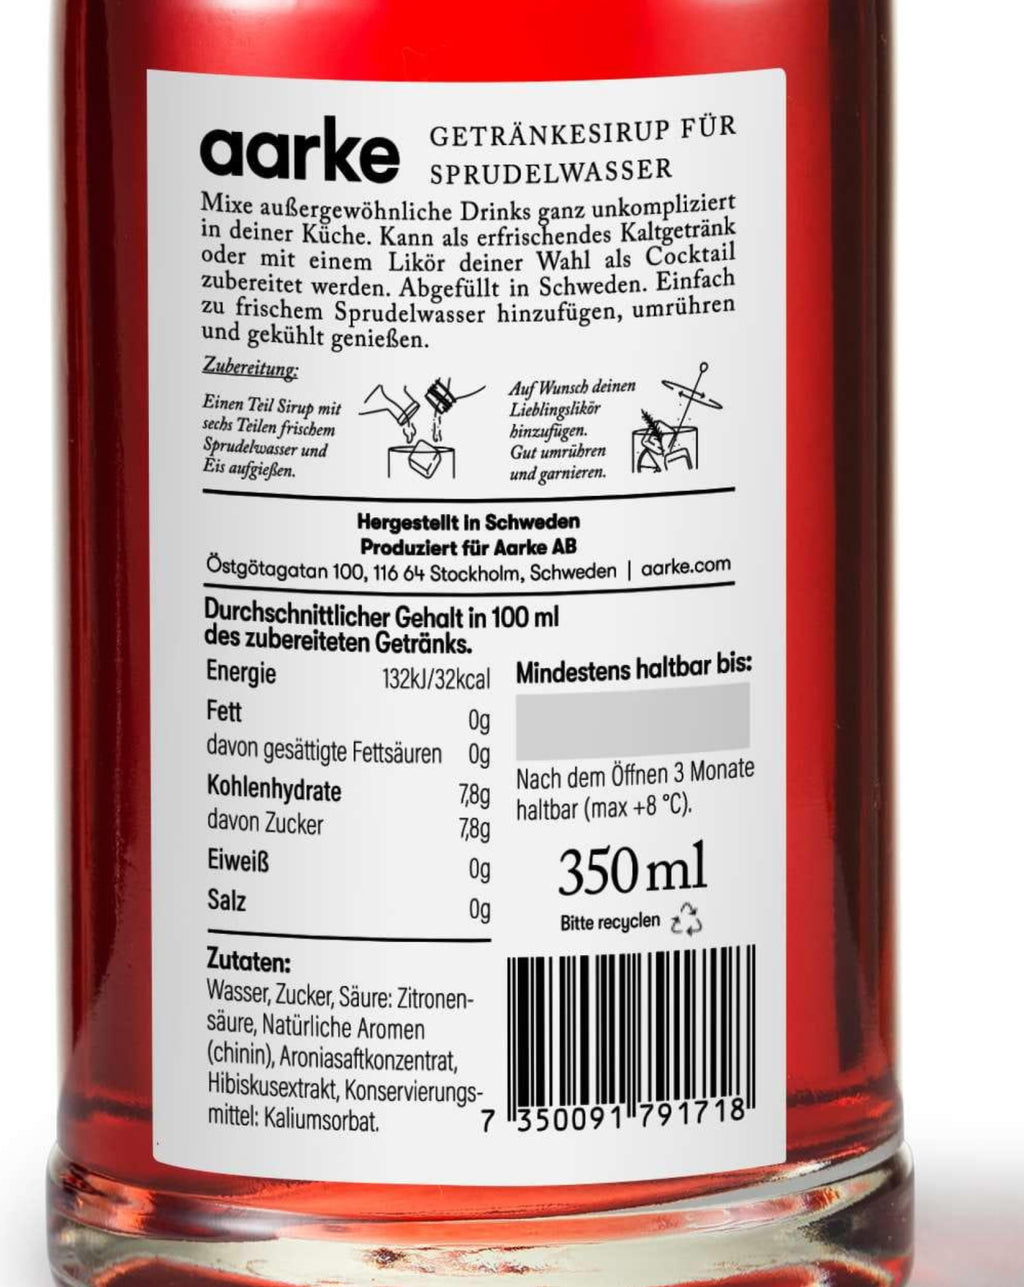 aarke
GETRÄNKESIRUP FÜR
SPRUDELWASSER
Mixe außergewöhnliche Drinks ganz unkompliziert
in deiner Küche. Kann als erfrischendes Kaltgetränk
oder mit einem Likör deiner Wahl als Cocktail
zubereitet werden. Abgefüllt in Schweden. Einfach
zu frischem Sprudelwasser hinzufügen, umrühren
und gekühlt genießen.
Zubereitung:
Einen Teil Sirup mit
sechs Teilen frischem
Sprudelwasser und
Eis aufgießen.
Auf Wunsch deinen
Lieblingslikör
hinzufügen.
Gut umrühren
und garnieren.
Hergestellt in Schweden
Produziert für Aarke AB
Östgötagatan 100, 116 64 Stockholm, Schweden | aarke.com
Durchschnittlicher Gehalt in 100 ml
des zubereiteten Getränks.
Energie 132kJ/32kcal
Fett 0g
davon gesättigte Fettsäuren 0g
Kohlenhydrate 7,8g
davon Zucker 7,8g
Eiweiß 0g
Salz 0g
Mindestens haltbar bis:
Nach dem Öffnen 3 Monate
haltbar (max +8 °C).
350 ml
Bitte recyclen
Zutaten:
Wasser, Zucker, Säure: Zitronen-
säure, Natürliche Aromen
(chinin), Aroniasaftkonzentrat,
Hibiskusextrakt, Konservierungs-
mittel: Kaliumsorbat.
7 350091 791718